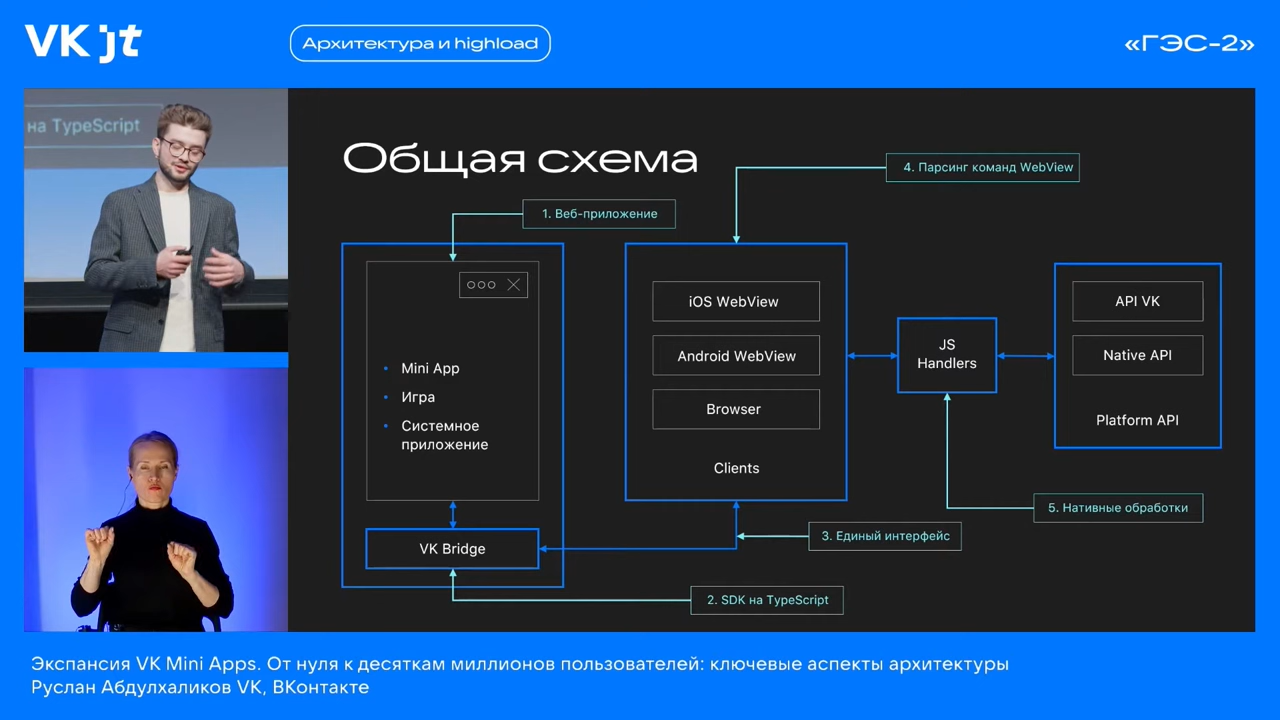 VK jt
Архитектура и highload
«ГЭС-2»
на TypeScript
Общая схема
4. Парсинг команд WebView
1. Веб-приложение
Mini App
Игра
Системное
приложение
VK Bridge
iOS WebView
Android WebView
Browser
Clients
JS
Handlers
API VK
Native API
Platform API
5. Нативные обработки
3. Единый интерфейс
2. SDK на TypeScript
Экспансия VK Mini Apps. От нуля к десяткам миллионов пользователей: ключевые аспекты архитектуры
Руслан Абдулхаликов VK, ВКонтакте